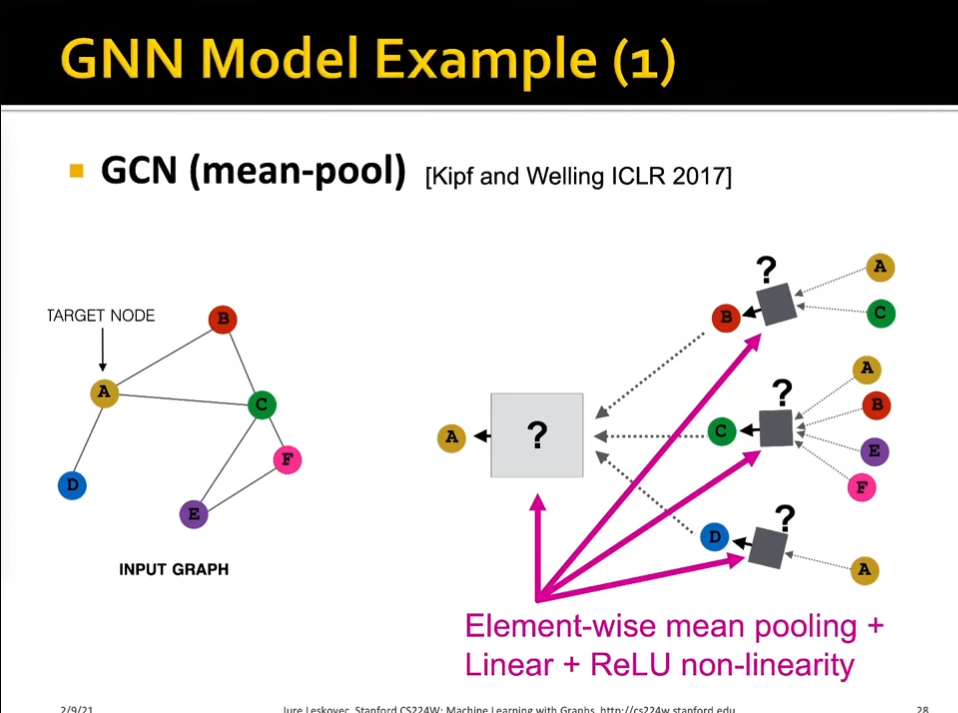 GNN Model Example (1)
GCN (mean-pool) [Kipf and Welling ICLR 2017]
TARGET NODE
A
B
C
D
E
F
INPUT GRAPH
A
?
B
?
A
C
C
?
A
B
E
F
D
?
A
Element-wise mean pooling +
Linear + ReLU non-linearity
2/9/21
Jure Leskovec, Stanford CS224W: Machine Learning with Graphs, http://cs224w.stanford.edu
28